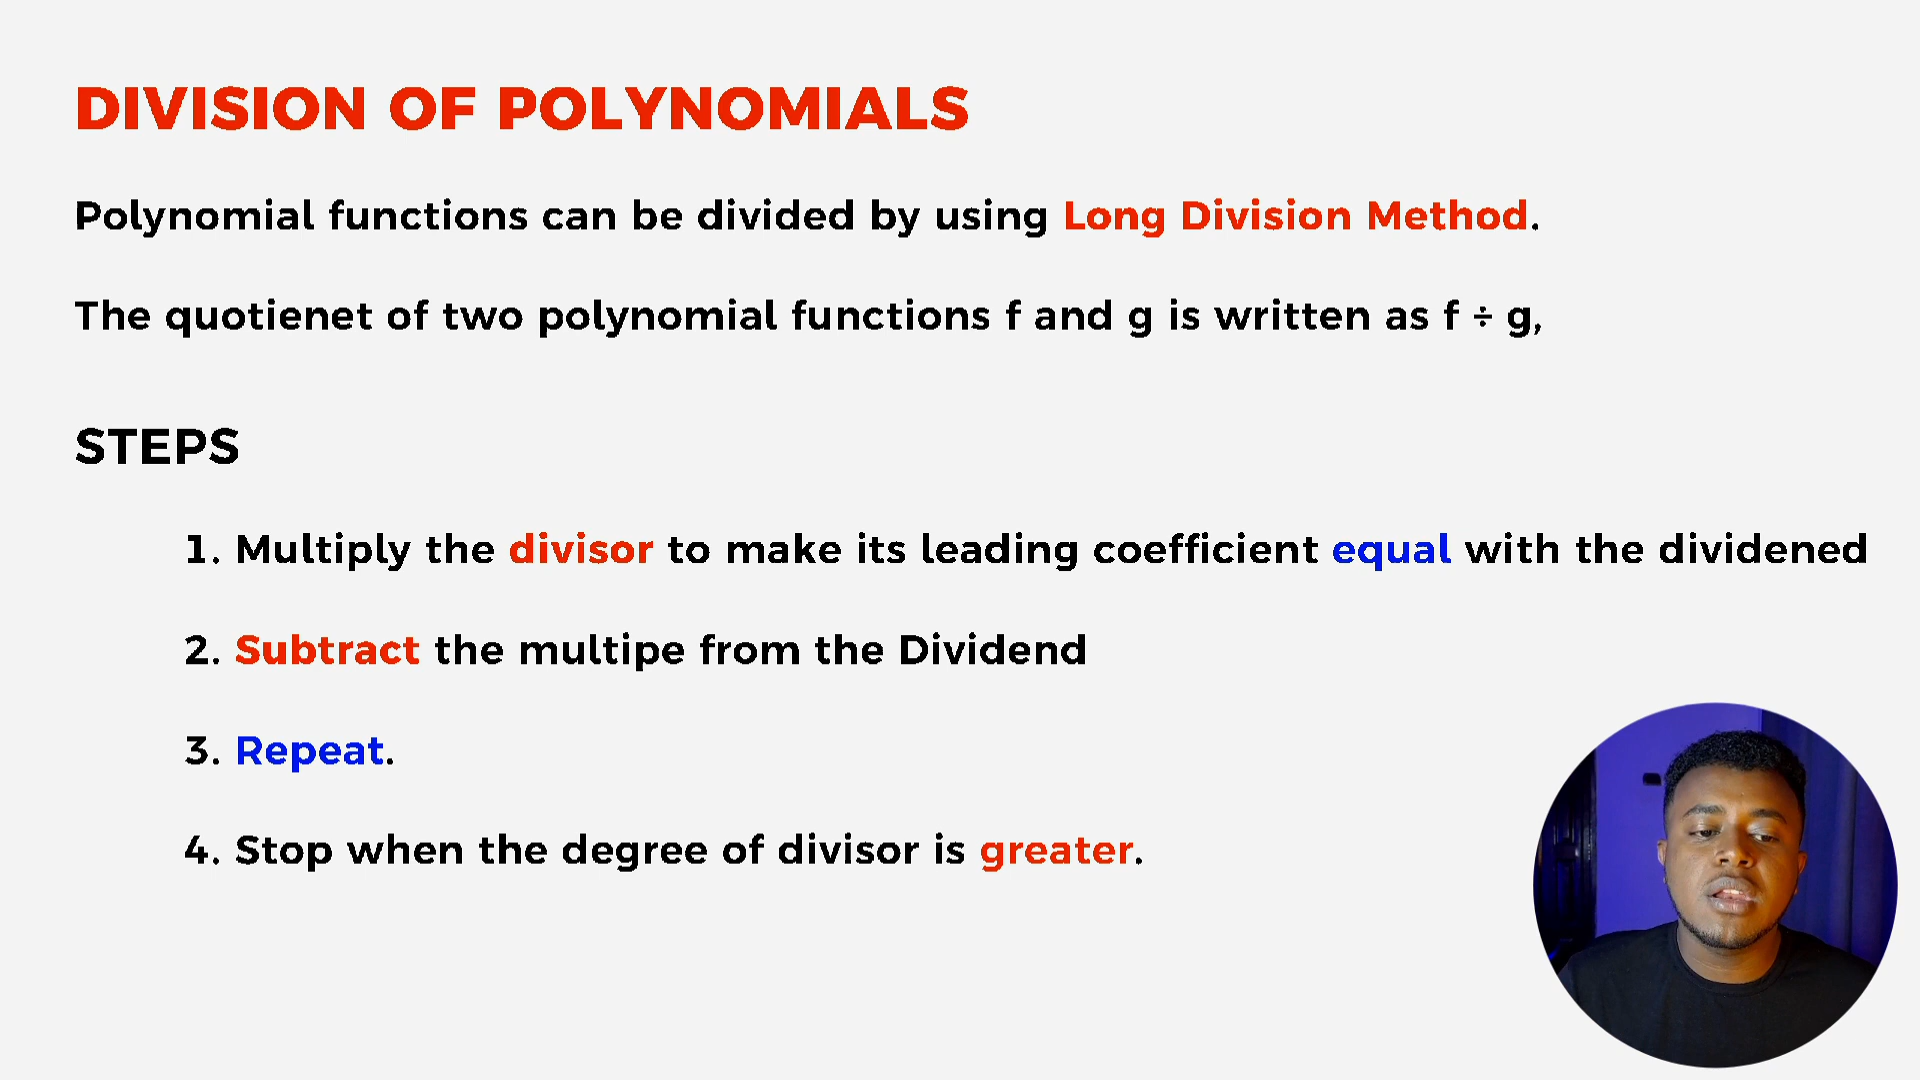 DIVISION OF POLYNOMIALS
Polynomial functions can be divided by using Long Division Method.
The quotienet of two polynomial functions f and g is written as f ÷ g,
STEPS
1. Multiply the divisor to make its leading coefficient equal with the dividened
2. Subtract the multipe from the Dividend
3. Repeat.
4. Stop when the degree of divisor is greater.